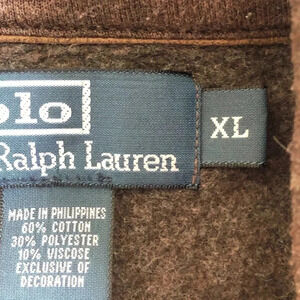 olo
Ralph Lauren
XL
MADE IN PHILIPPINES
60% COTTON
30% POLYESTER
10% VISCOSE
EXCLUSIVE OF
DECORATION